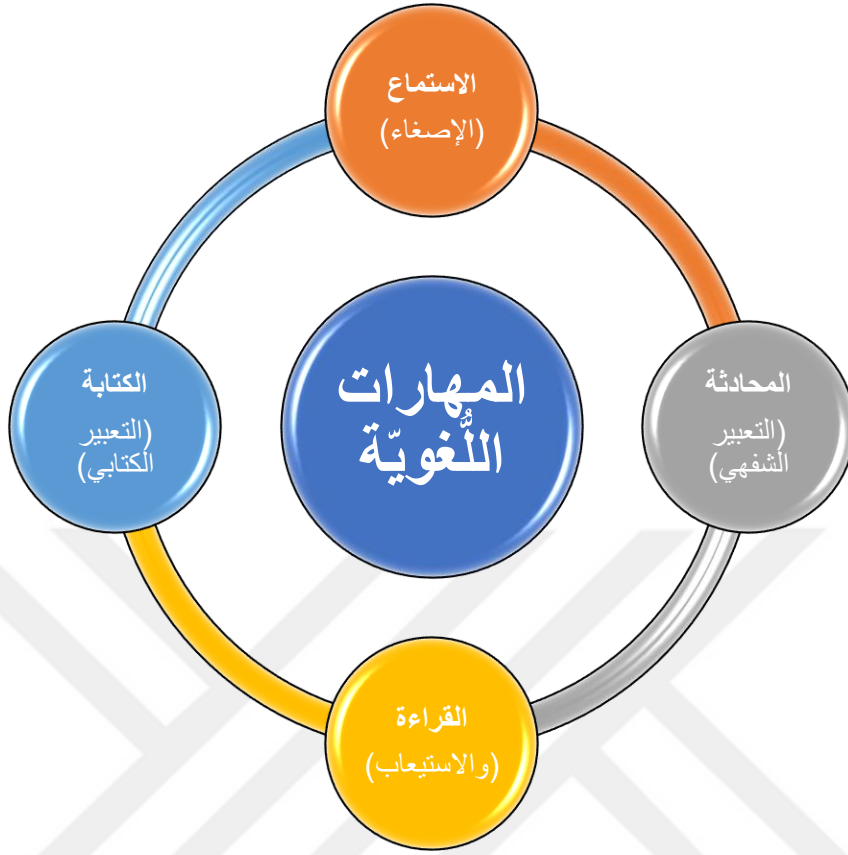 الاستماع
(الإصغاء)
المهارات
اللُّغويّة
المحادثة
(التعبير
الشفهي)
القراءة
(والاستيعاب)
الكتابة
(التعبير
الكتابي)